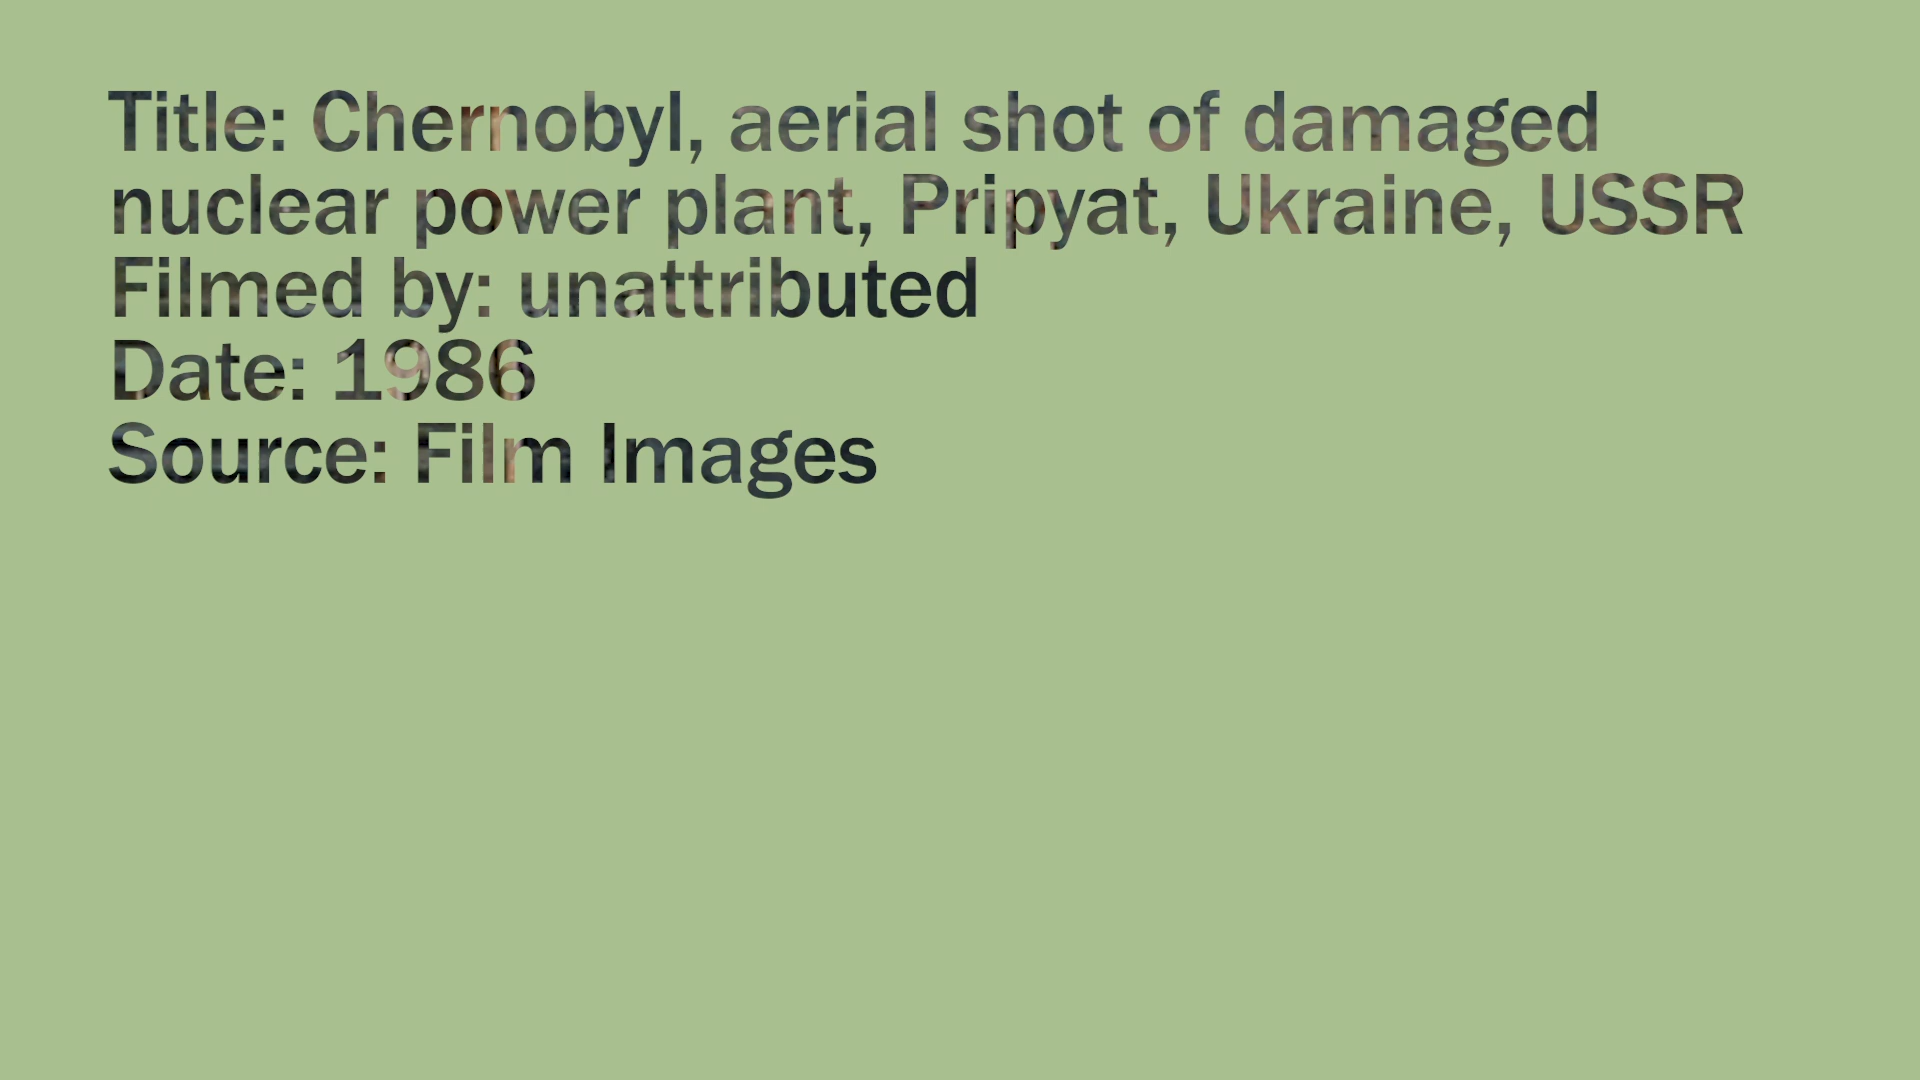 Title: Chernobyl, aerial shot of damaged
nuclear power plant, Pripyat, Ukraine, USSR
Filmed by: unattributed
Date: 1986
Source: Film Images